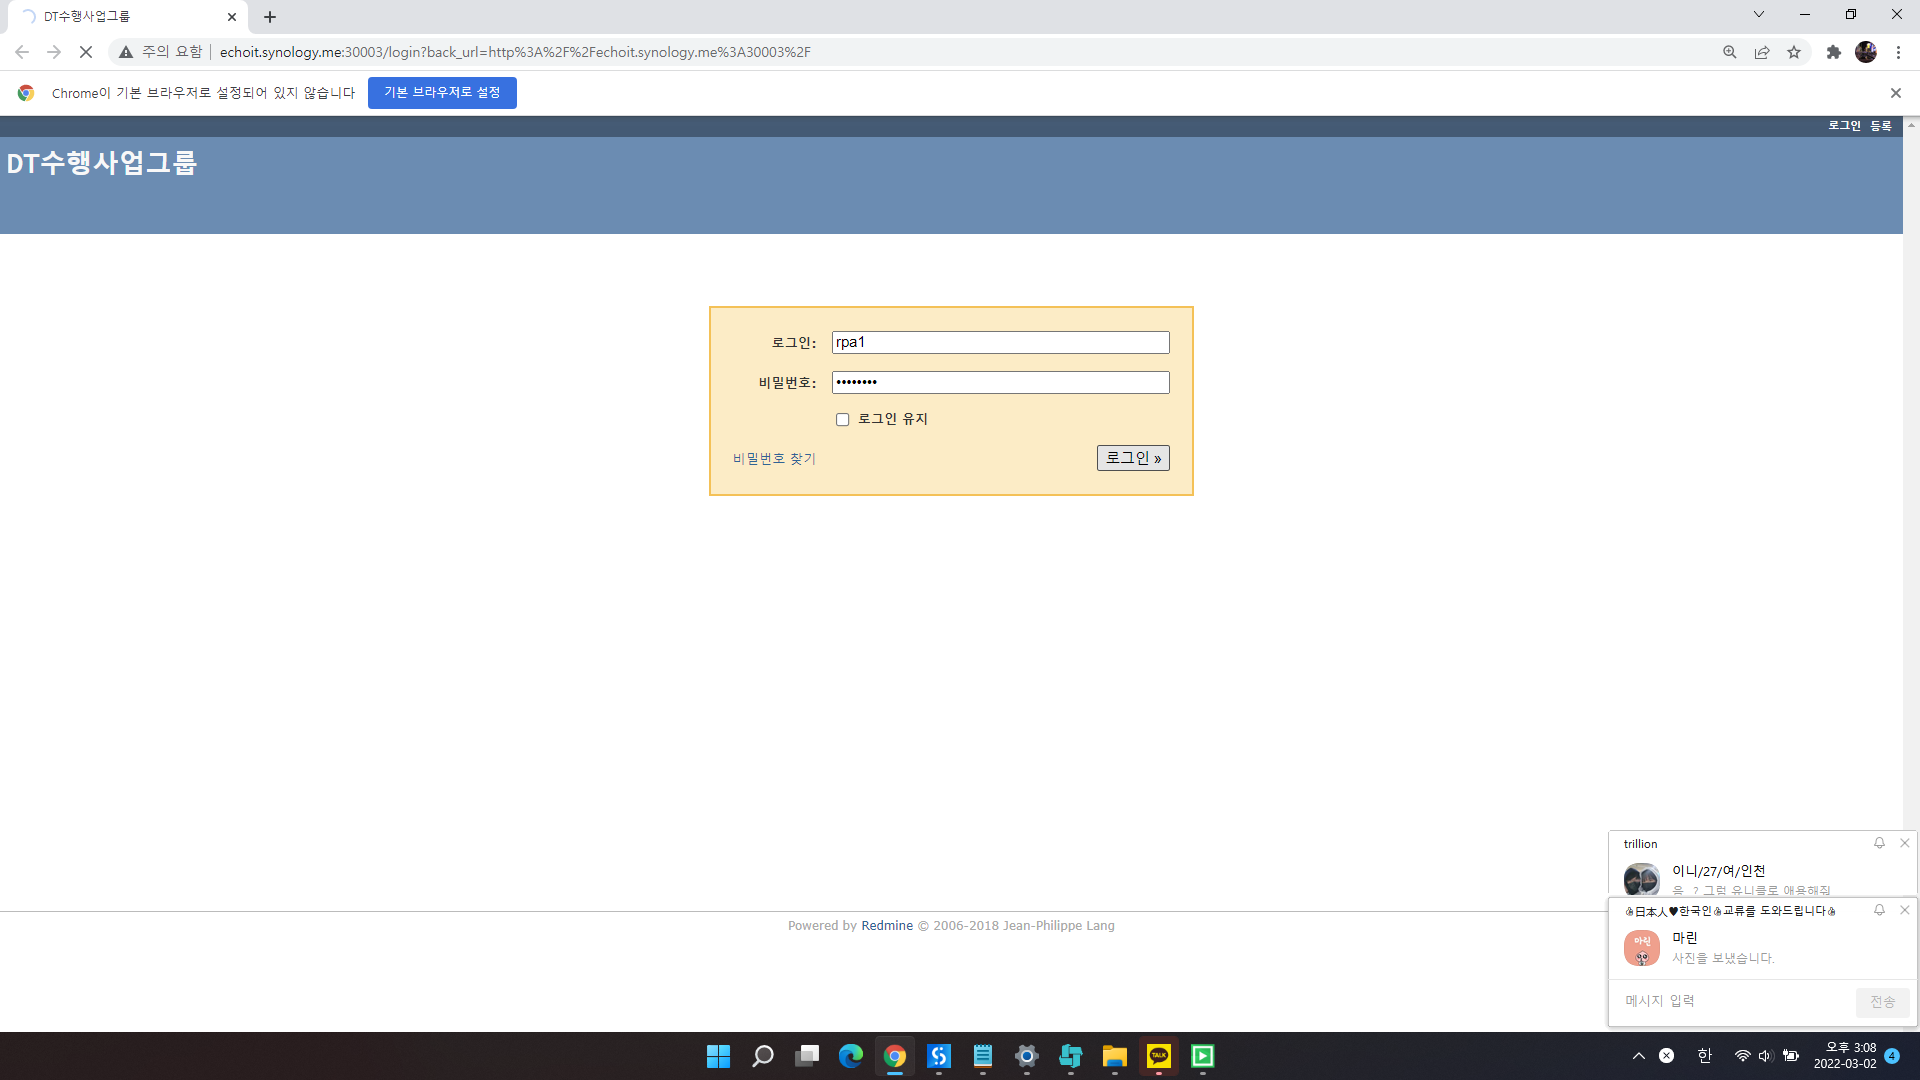 DT수행사업그룹
주의 요함 echoit.synology.me:30003/login?back_url=http%3A%2F%2Fechoit.synology.me%3A30003%2F
Chrome이 기본 브라우저로 설정되어 있지 않습니다 기본 브라우저로 설정
로그인 등록
DT수행사업그룹
로그인: rpa1
비밀번호: ••••••••
로그인 유지
비밀번호 찾기 로그인 »
trillion
이니/27/여/인천
음..? 그럼 유니클로 애용해줘
Powered by Redmine © 2006-2018 Jean-Philippe Lang
日本人♥한국인 교류를 도와드립니다
마린
마린
사진을 보냈습니다.
메시지 입력 전송
TALK
한
오후 3:08
2022-03-02
4